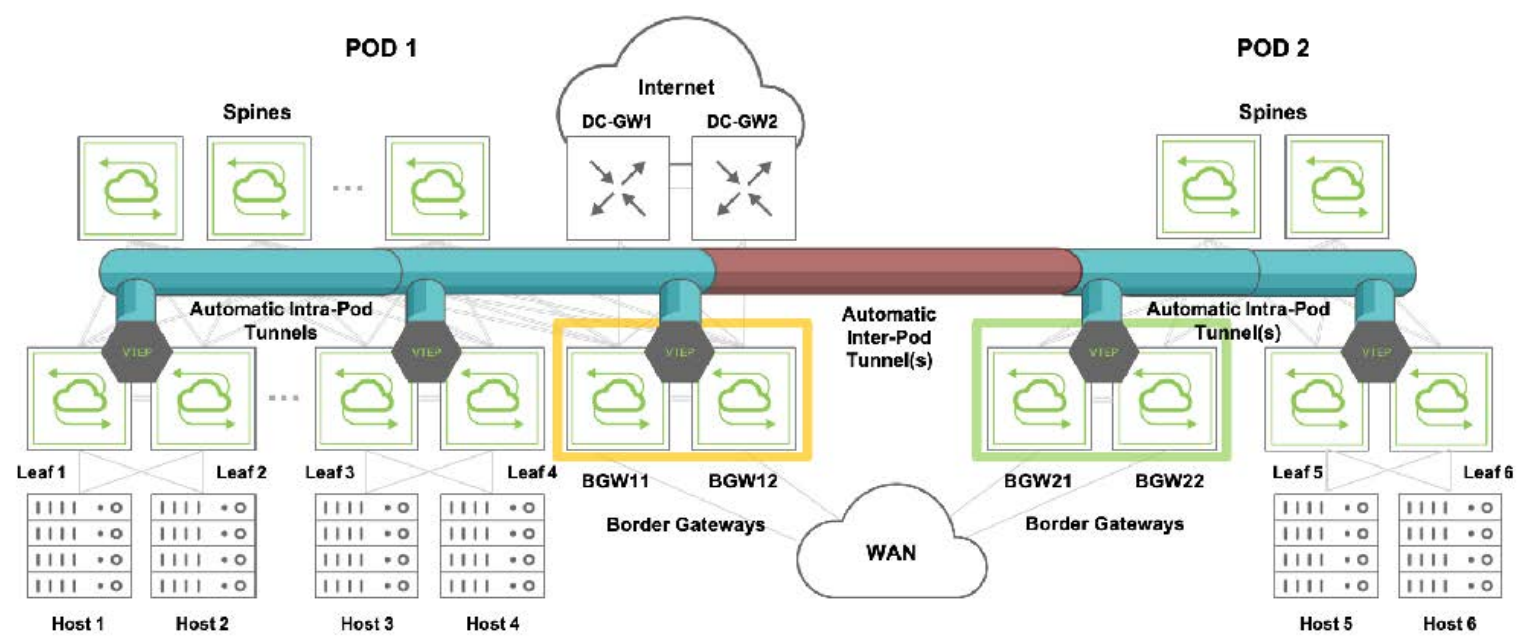 POD 1
POD 2
Internet
Spines
DC-GW1
DC-GW2
Spines
...
Automatic Intra-Pod
Tunnels
Automatic
Inter-Pod
Tunnel(s)
Automatic Intra-Pod
Tunnel(s)
VTEP
VTEP
VTEP
VTEP
VTEP
...
Leaf 1
Leaf 2
Leaf 3
Leaf 4
BGW11
BGW12
BGW21
BGW22
Leaf 5
Leaf 6
Border Gateways
Border Gateways
WAN
Host 1
Host 2
Host 3
Host 4
Host 5
Host 6